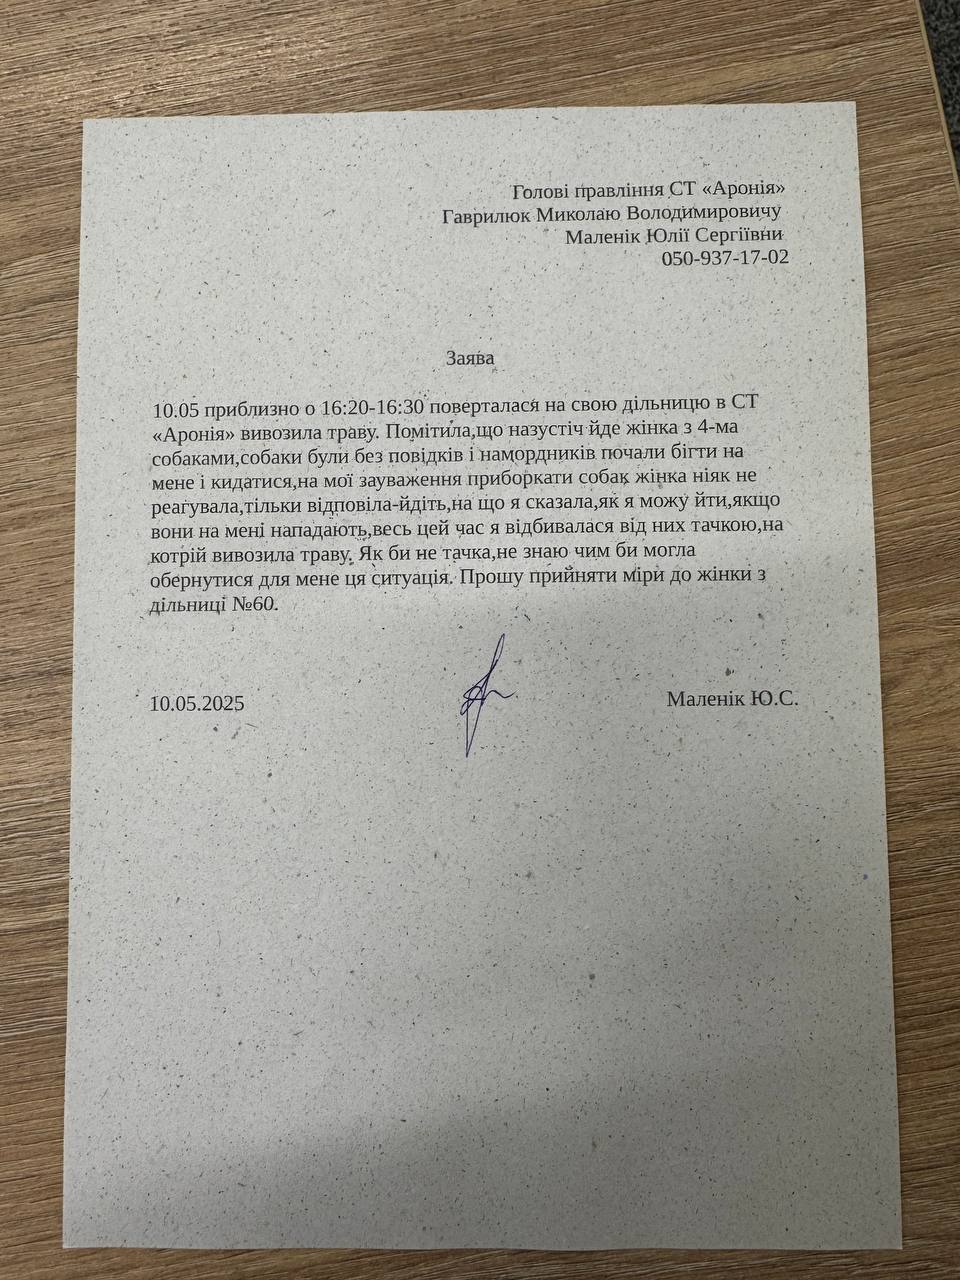 Голові правління СТ «Аронія»
Гаврилюк Миколаю Володимировичу
Маленік Юлії Сергіївни
050-937-17-02
Заява
10.05 приблизно о 16:20-16:30 поверталася на свою дільницю в СТ
«Аронія» вивозила траву. Помітила,що назустіч йде жінка з 4-ма
собаками,собаки були без повідків і намордників почали бігти на
мене і кидатися,на мої зауваження приборкати собак жінка ніяк не
реагувала,тільки відповіла-йдіть,на що я сказала,як я можу йти,якщо
вони на мені нападають,весь цей час я відбивалася від них тачкою,на
котрій вивозила траву. Як би не тачка,не знаю чим би могла
обернутися для мене ця ситуація. Прошу прийняти міри до жінки з
дільниці №60.
10.05.2025 Маленік Ю.С.